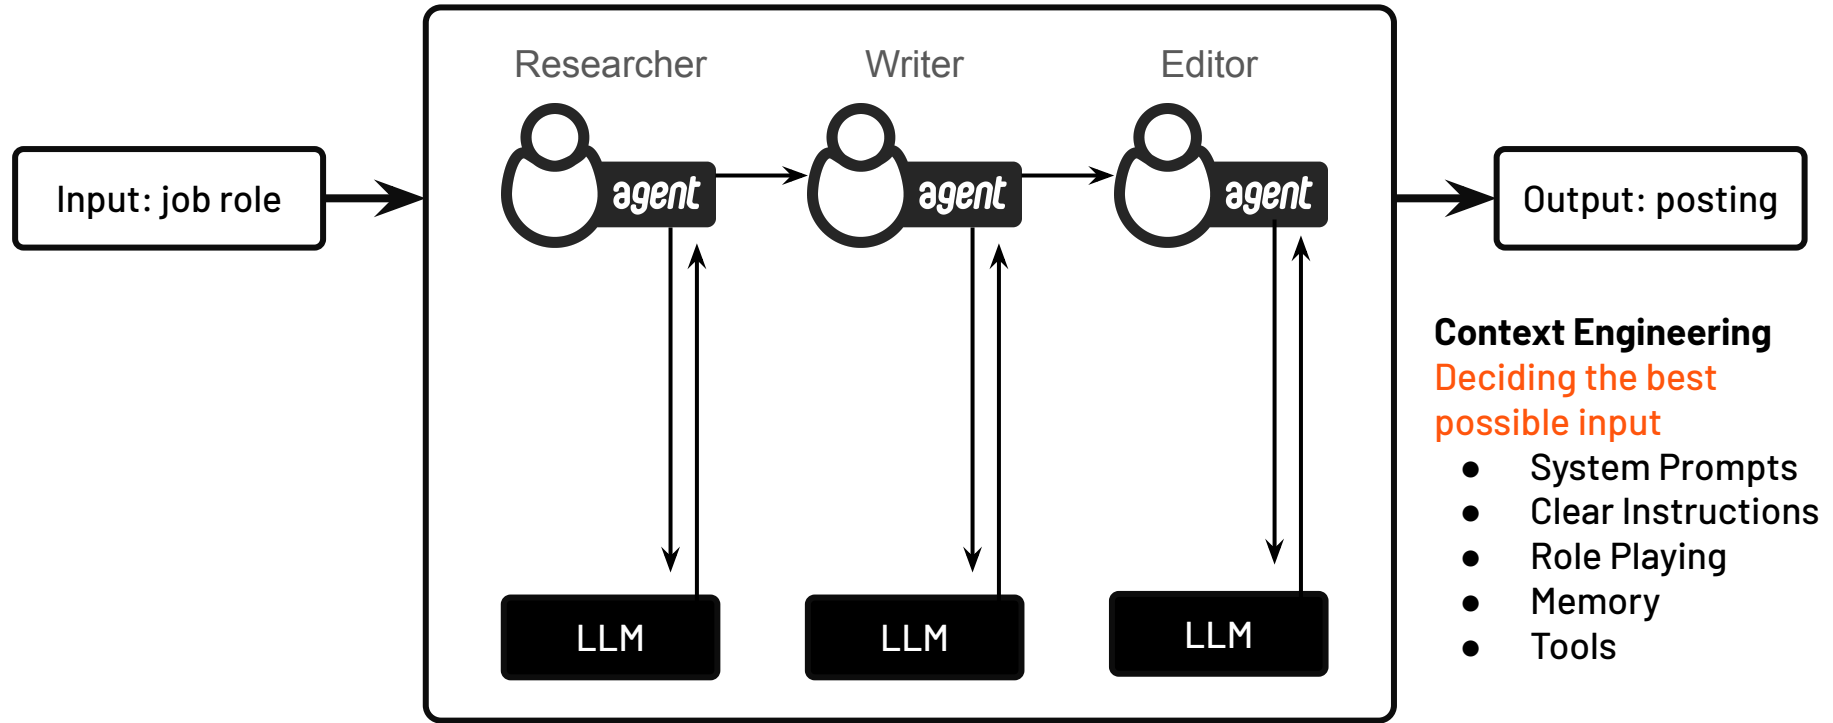 Researcher
Writer
Editor
Input: job role
agent
agent
agent
Output: posting
LLM
LLM
LLM
Context Engineering
Deciding the best
possible input
● System Prompts
● Clear Instructions
● Role Playing
● Memory
● Tools